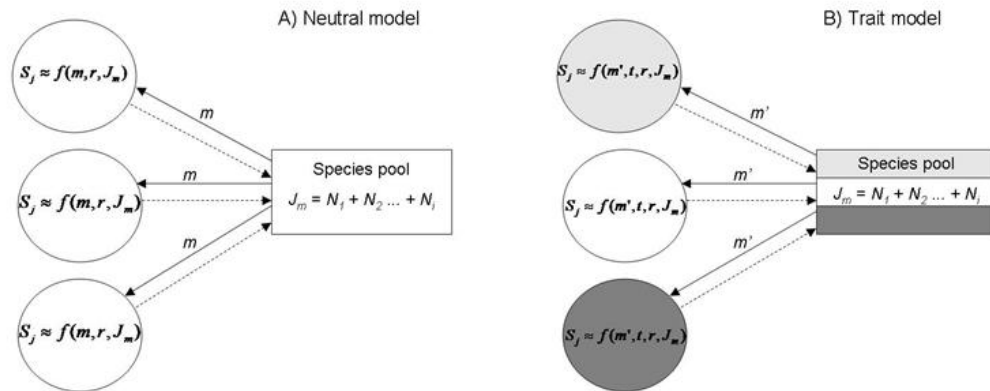 A) Neutral model
S_j ≈ f(m,r,J_m)
m
Species pool
J_m = N_1 + N_2 ... + N_i
m
S_j ≈ f(m,r,J_m)
m
S_j ≈ f(m,r,J_m)
B) Trait model
S_j ≈ f(m',t,r,J_m)
m'
Species pool
J_m = N_1 + N_2 ... + N_i
m'
S_j ≈ f(m',t,r,J_m)
m'
S_j ≈ f(m',t,r,J_m)